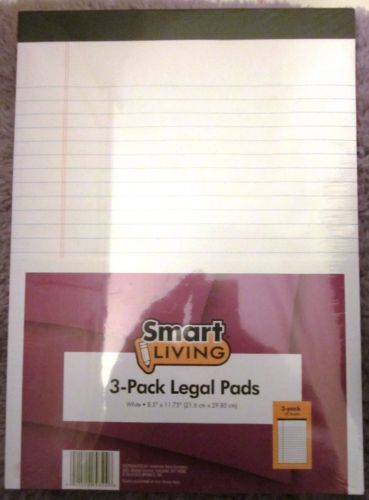 Smart
LIVING
3-Pack Legal Pads
White • 8.5" x 11.75" (21.6 cm x 29.85 cm)
3-pack